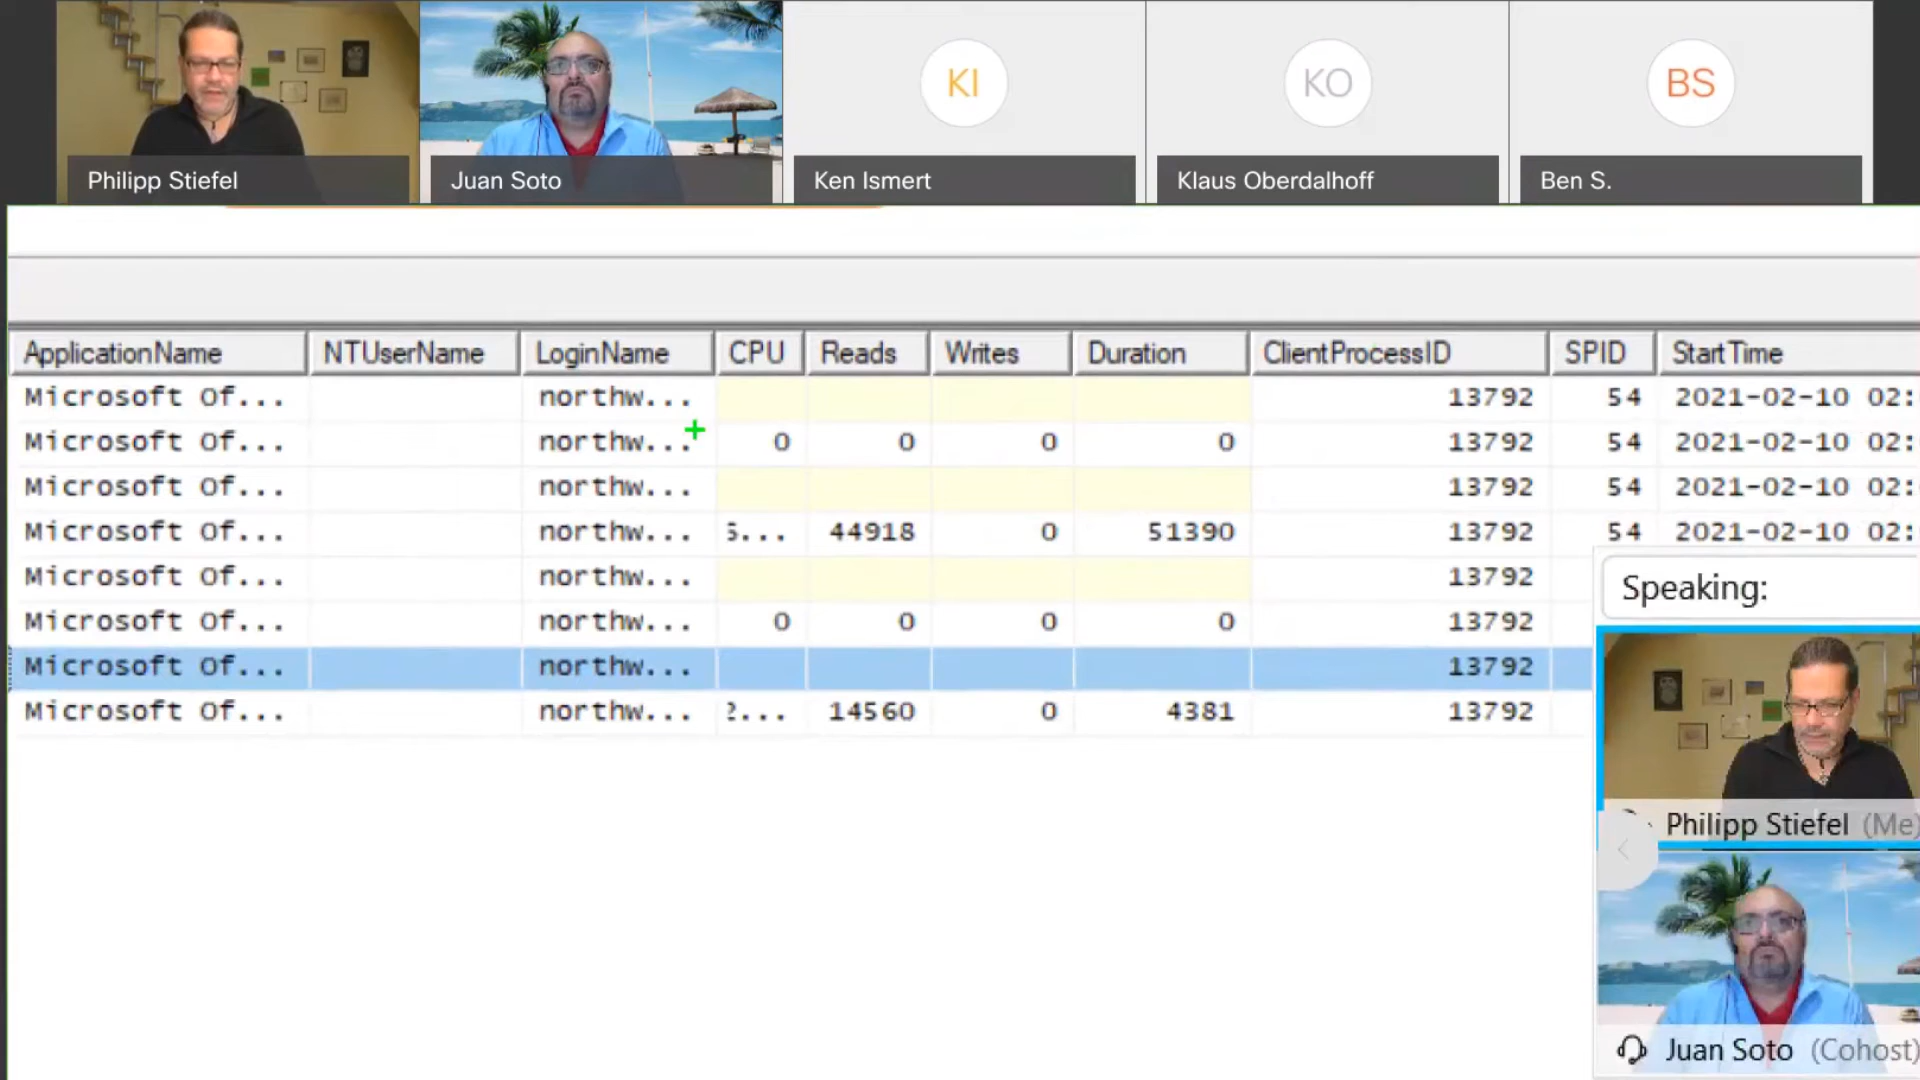 KI KO BS
Philipp Stiefel Juan Soto Ken Ismert Klaus Oberdalhoff Ben S.
ApplicationName NTUserName LoginName CPU Reads Writes Duration ClientProcessID SPID StartTime
Microsoft Of... northw... 13792 54 2021-02-10 02:
Microsoft Of... northw... 0 0 0 0 13792 54 2021-02-10 02:
Microsoft Of... northw... 13792 54 2021-02-10 02:
Microsoft Of... northw... 5... 44918 0 51390 13792 54 2021-02-10 02:
Microsoft Of... northw... 13792
Speaking:
Microsoft Of... northw... 0 0 0 0 13792
Microsoft Of... northw... 13792
Microsoft Of... northw... 2... 14560 0 4381 13792
Philipp Stiefel (Me)
Juan Soto (Cohost)